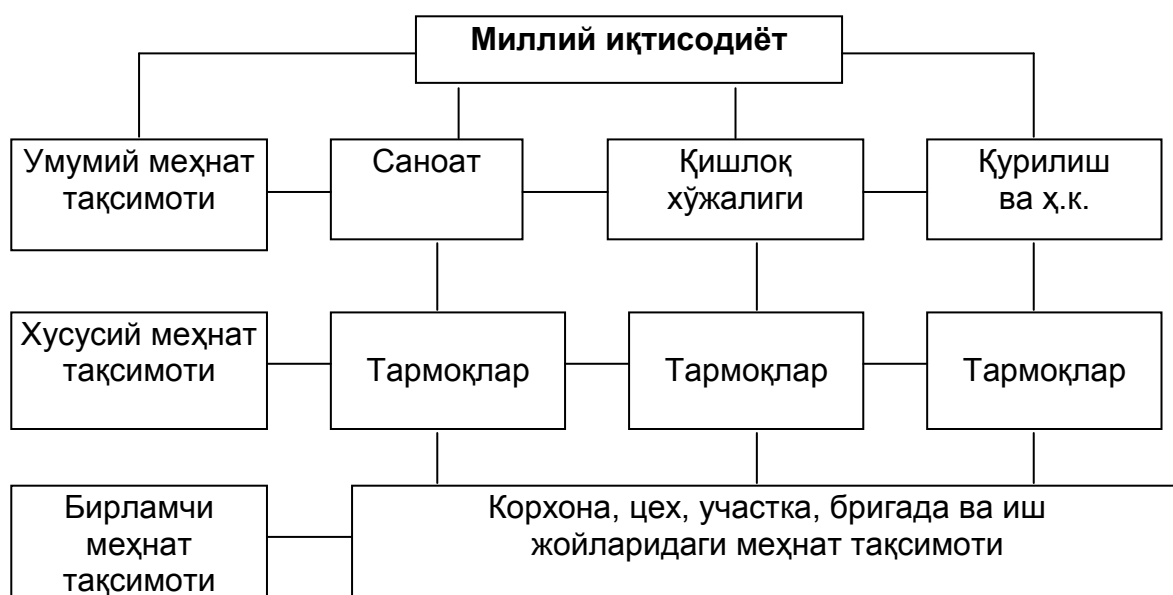 Миллий иқтисодиёт
Умумий меҳнат
тақсимоти
Саноат
Қишлоқ
хўжалиги
Қурилиш
ва ҳ.к.
Хусусий меҳнат
тақсимоти
Тармоқлар
Тармоқлар
Тармоқлар
Бирламчи
меҳнат
тақсимоти
Корхона, цех, участка, бригада ва иш
жойларидаги меҳнат тақсимоти